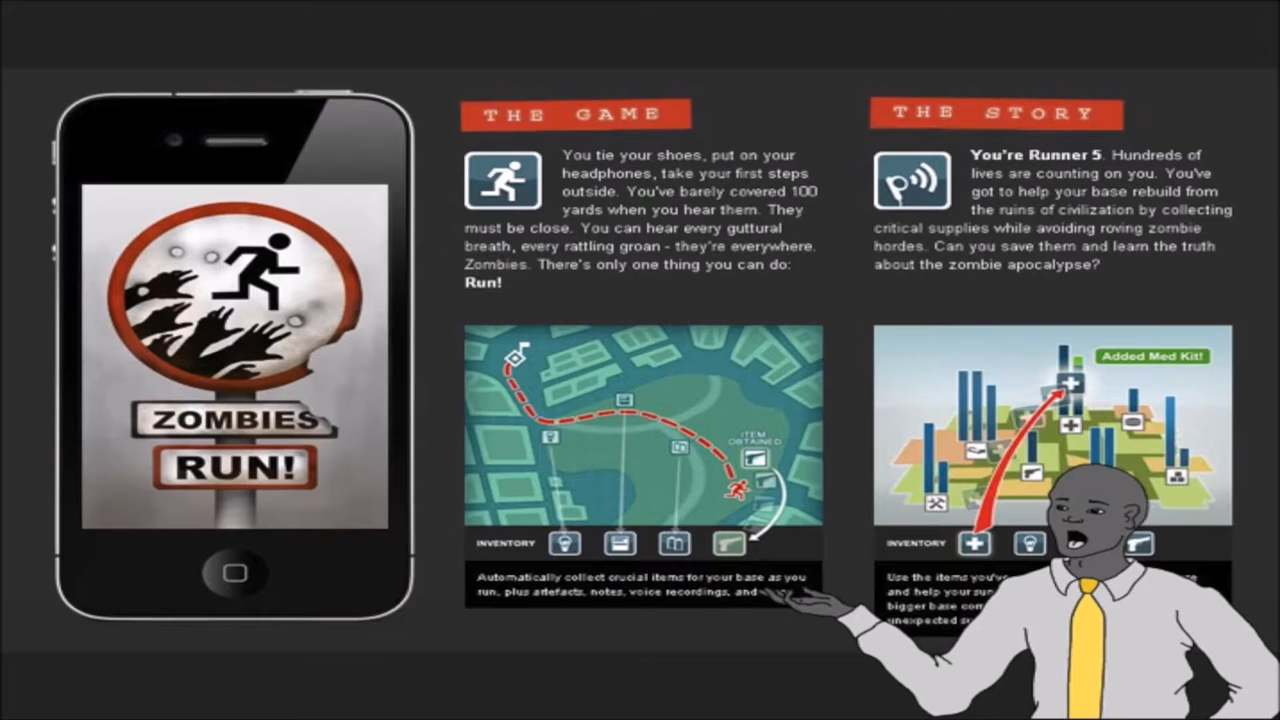 ZOMBIES
RUN!
THE GAME
You tie your shoes, put on your
headphones, take your first steps
outside. You've barely covered 100
yards when you hear them. They
must be close. You can hear every guttural
breath, every rattling groan - they're everywhere.
Zombies. There's only one thing you can do:
Run!
ITEM
OBTAINED
INVENTORY
Automatically collect crucial items for your base as you
run, plus artefacts, notes, voice recordings, and
THE STORY
You're Runner 5. Hundreds of
lives are counting on you. You've
got to help your base rebuild from
the ruins of civilization by collecting
critical supplies while avoiding roving zombie
hordes. Can you save them and learn the truth
about the zombie apocalypse?
Added Med Kit!
INVENTORY
Use the items you've
and help your
bigger base
unexpected